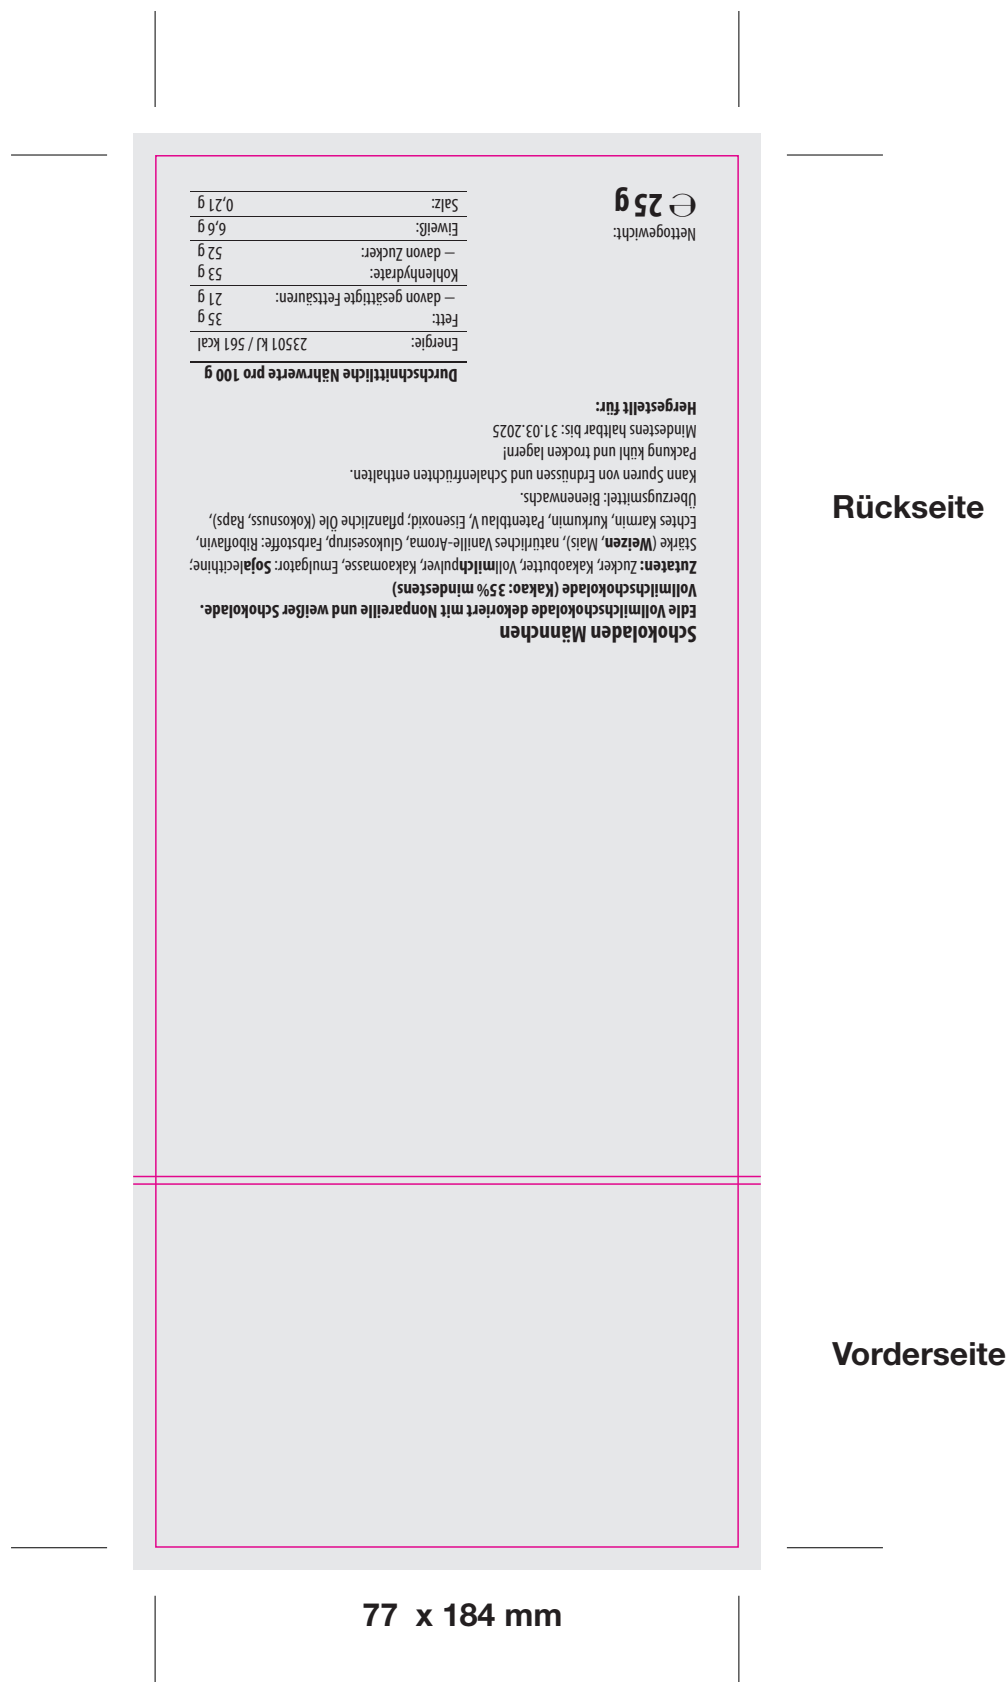 Schokoladen Männchen
Edle Vollmilchschokolade dekoriert mit Nonpareille und weißer Schokolade.
Vollmilchschokolade (Kakao: 35% mindestens)
Zutaten: Zucker, Kakaobutter, Vollmilchpulver, Kakaomasse, Emulgator: Sojalecithine;
Stärke (Weizen, Mais), natürliches Vanille-Aroma, Glukosesirup, Farbstoffe: Riboflavin,
Echtes Karmin, Kurkumin, Patentblau V, Eisenoxid; pflanzliche Öle (Kokosnuss, Raps),
Überzugsmittel: Bienenwachs.
Kann Spuren von Erdnüssen und Schalenfrüchten enthalten.
Packung kühl und trocken lagern!
Mindestens haltbar bis: 31.03.2025
Hergestellt für:
Durchschnittliche Nährwerte pro 100 g
Energie: 23501 kJ / 561 kcal
Fett: 35 g
– davon gesättigte Fettsäuren: 21 g
Kohlenhydrate: 53 g
– davon Zucker: 52 g
Eiweiß: 6,6 g
Salz: 0,21 g
Nettogewicht:
℮ 25 g
Rückseite
Vorderseite
77 x 184 mm